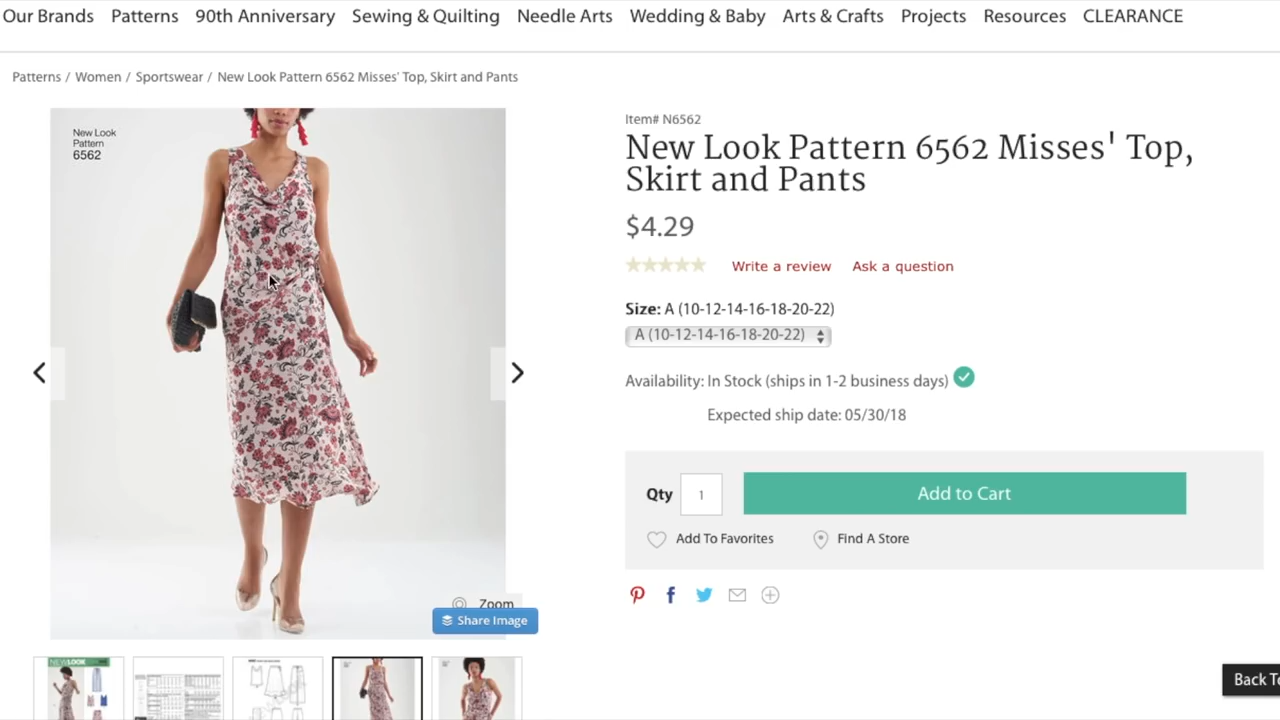 Our Brands Patterns 90th Anniversary Sewing & Quilting Needle Arts Wedding & Baby Arts & Crafts Projects Resources CLEARANCE
Patterns / Women / Sportswear / New Look Pattern 6562 Misses' Top, Skirt and Pants
New Look
Pattern
6562
Zoom
Share Image
NEW LOOK
Item# N6562
New Look Pattern 6562 Misses' Top,
Skirt and Pants
$4.29
Write a review Ask a question
Size: A (10-12-14-16-18-20-22)
A (10-12-14-16-18-20-22)
Availability: In Stock (ships in 1-2 business days)
Expected ship date: 05/30/18
Qty 1 Add to Cart
Add To Favorites Find A Store
Back To